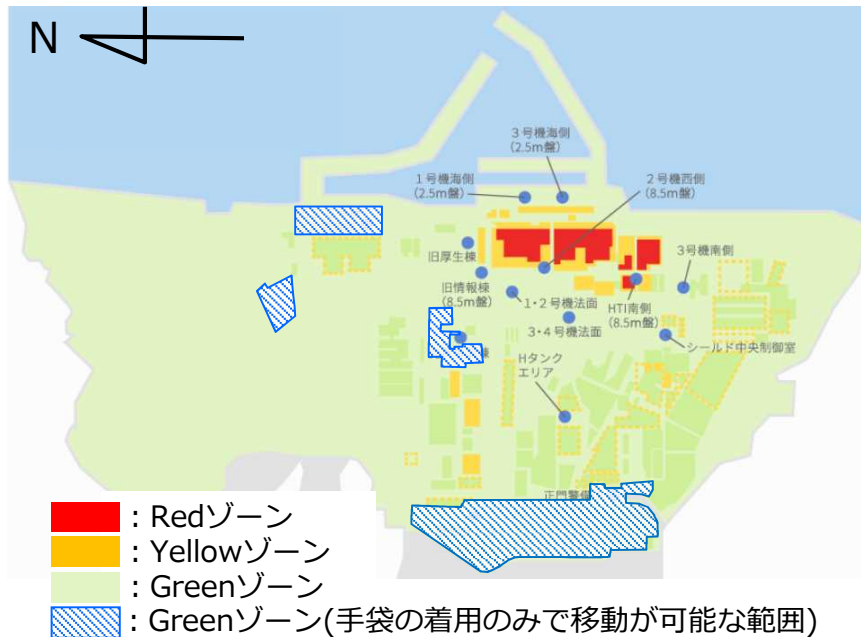 N
3号機海側
(2.5m盤)
1号機海側
(2.5m盤)
2号機西側
(8.5m盤)
旧厚生棟
旧情報棟
(8.5m盤)
1・2号機法面
3・4号機法面
HTI南側
(8.5m盤)
3号機南側
シールド中央制御室
Hタンク
エリア
正門警備
:Redゾーン
:Yellowゾーン
:Greenゾーン
:Greenゾーン(手袋の着用のみで移動が可能な範囲)